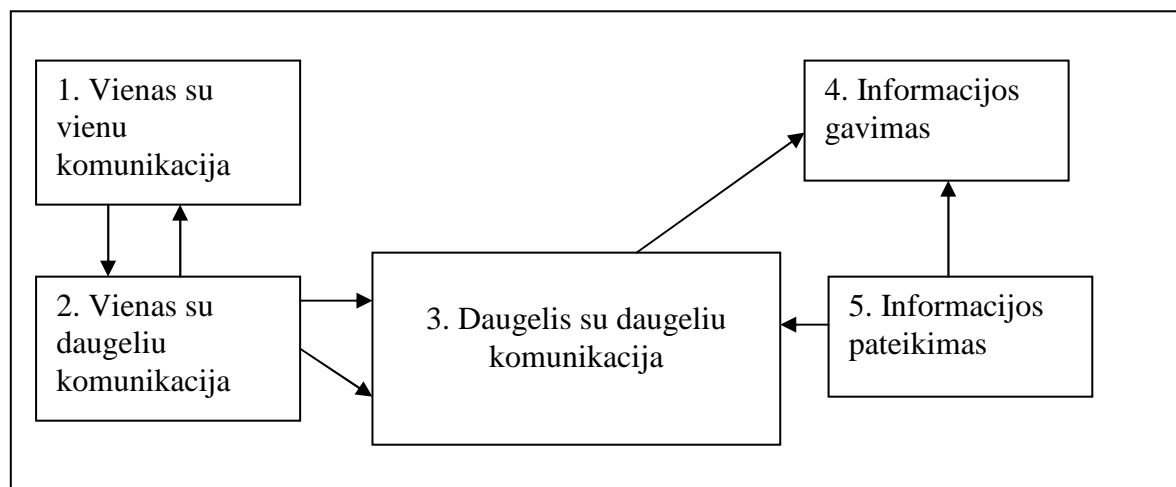 1. Vienas su
vienu
komunikacija
2. Vienas su
daugeliu
komunikacija
3. Daugelis su daugeliu
komunikacija
4. Informacijos
gavimas
5. Informacijos
pateikimas